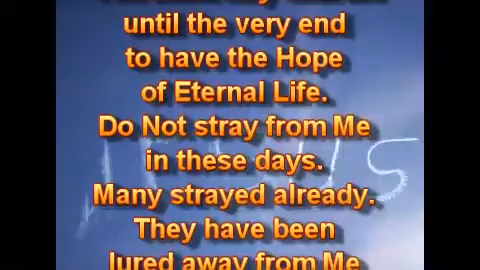 until the very end
to have the Hope
of Eternal Life.
Do Not stray from Me
in these days.
Many strayed already.
They have been
lured away from Me